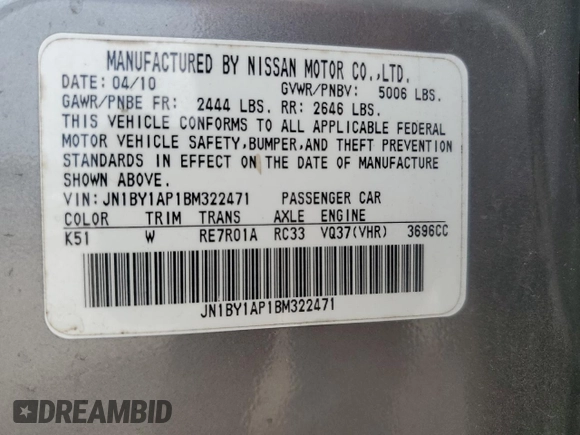 MANUFACTURED BY NISSAN MOTOR CO.,LTD.
DATE: 04/10 GVWR/PNBV: 5006 LBS.
GAWR/PNBE FR: 2444 LBS. RR: 2646 LBS.
THIS VEHICLE CONFORMS TO ALL APPLICABLE FEDERAL
MOTOR VEHICLE SAFETY,BUMPER,AND THEFT PREVENTION
STANDARDS IN EFFECT ON THE DATE OF MANUFACTURE
SHOWN ABOVE.
VIN: JN1BY1AP1BM322471 PASSENGER CAR
COLOR TRIM TRANS AXLE ENGINE
K51 W RE7R01A RC33 VQ37(VHR) 3696CC
JN1BY1AP1BM322471
DREAMBID